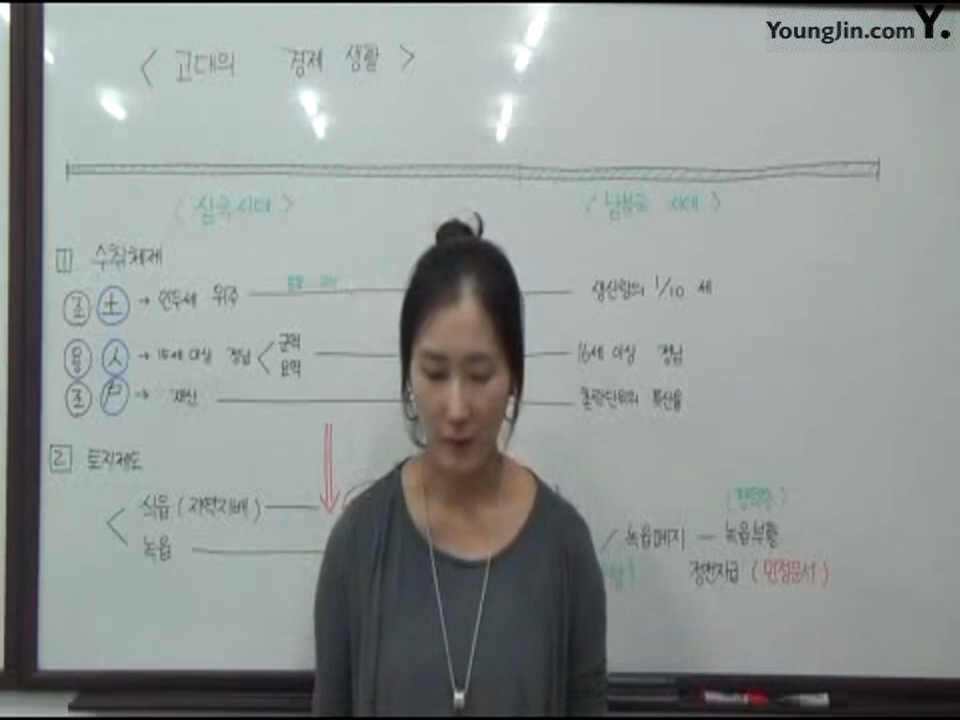 YoungJin.com Y.
< 고대의 경제 생활 >
< 삼국시대 > < 남북국 시대 >
1 수취체제
조 土 → 인두세 위주 생산량의 1/10 세
용 人 → 15세 이상 정남 < 군역 요역 16세 이상 정남
조 戶 → 재산 촌락단위의 특산물
2 토지제도
< 식읍 (자력지배) 녹읍폐지 — 녹읍부활
녹읍 정전지급 (민정문서)